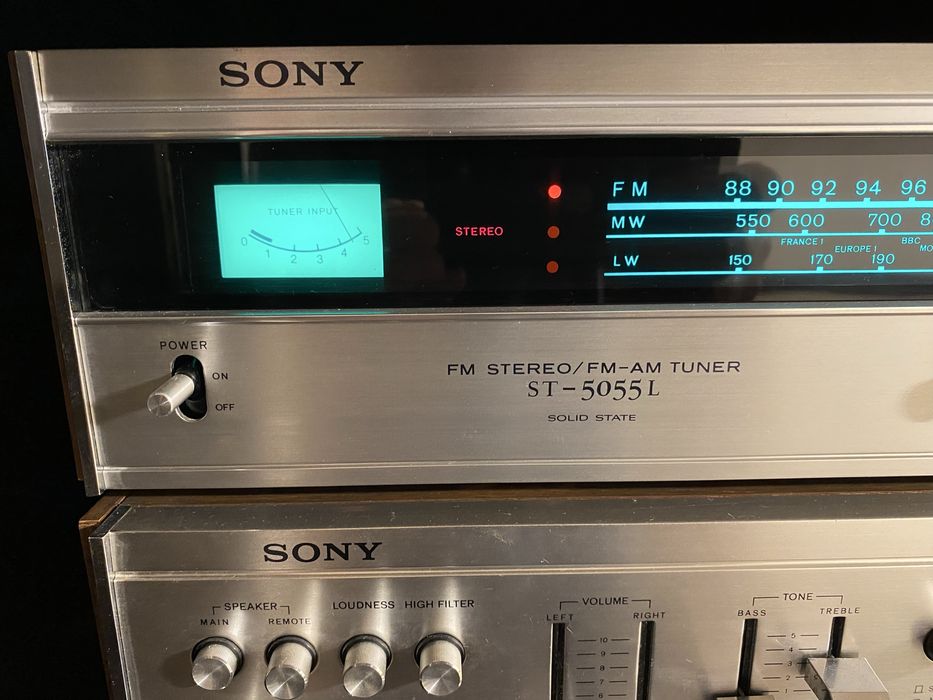 SONY
TUNER INPUT
0 1 2 3 4 5
STEREO
FM 88 90 92 94 96
MW 550 600 700
FRANCE 1 EUROPE 1 BBC
LW 150 170 190
POWER
ON
OFF
FM STEREO/FM-AM TUNER
ST-5055L
SOLID STATE
SONY
SPEAKER
MAIN REMOTE
LOUDNESS HIGH FILTER
VOLUME
LEFT RIGHT
10
9
8
7
6
TONE
BASS TREBLE
5
4
3
2